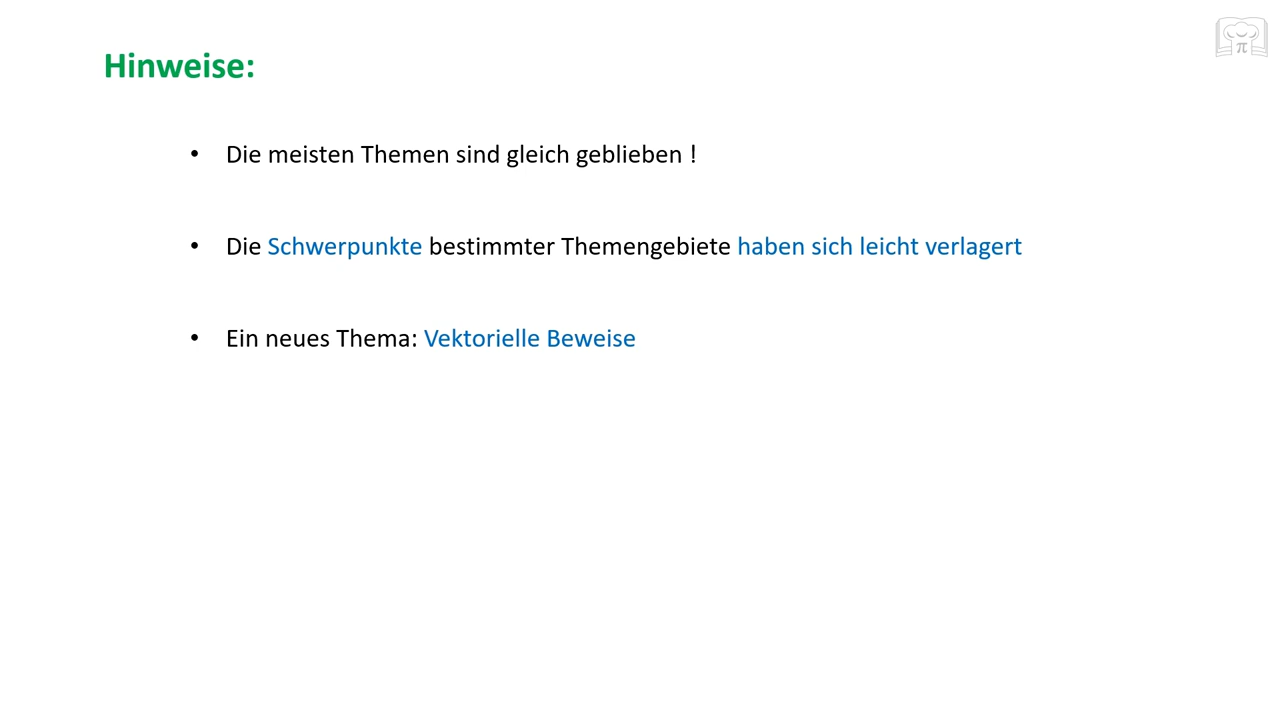 Hinweise:
• Die meisten Themen sind gleich geblieben !
• Die Schwerpunkte bestimmter Themengebiete haben sich leicht verlagert
• Ein neues Thema: Vektorielle Beweise
π